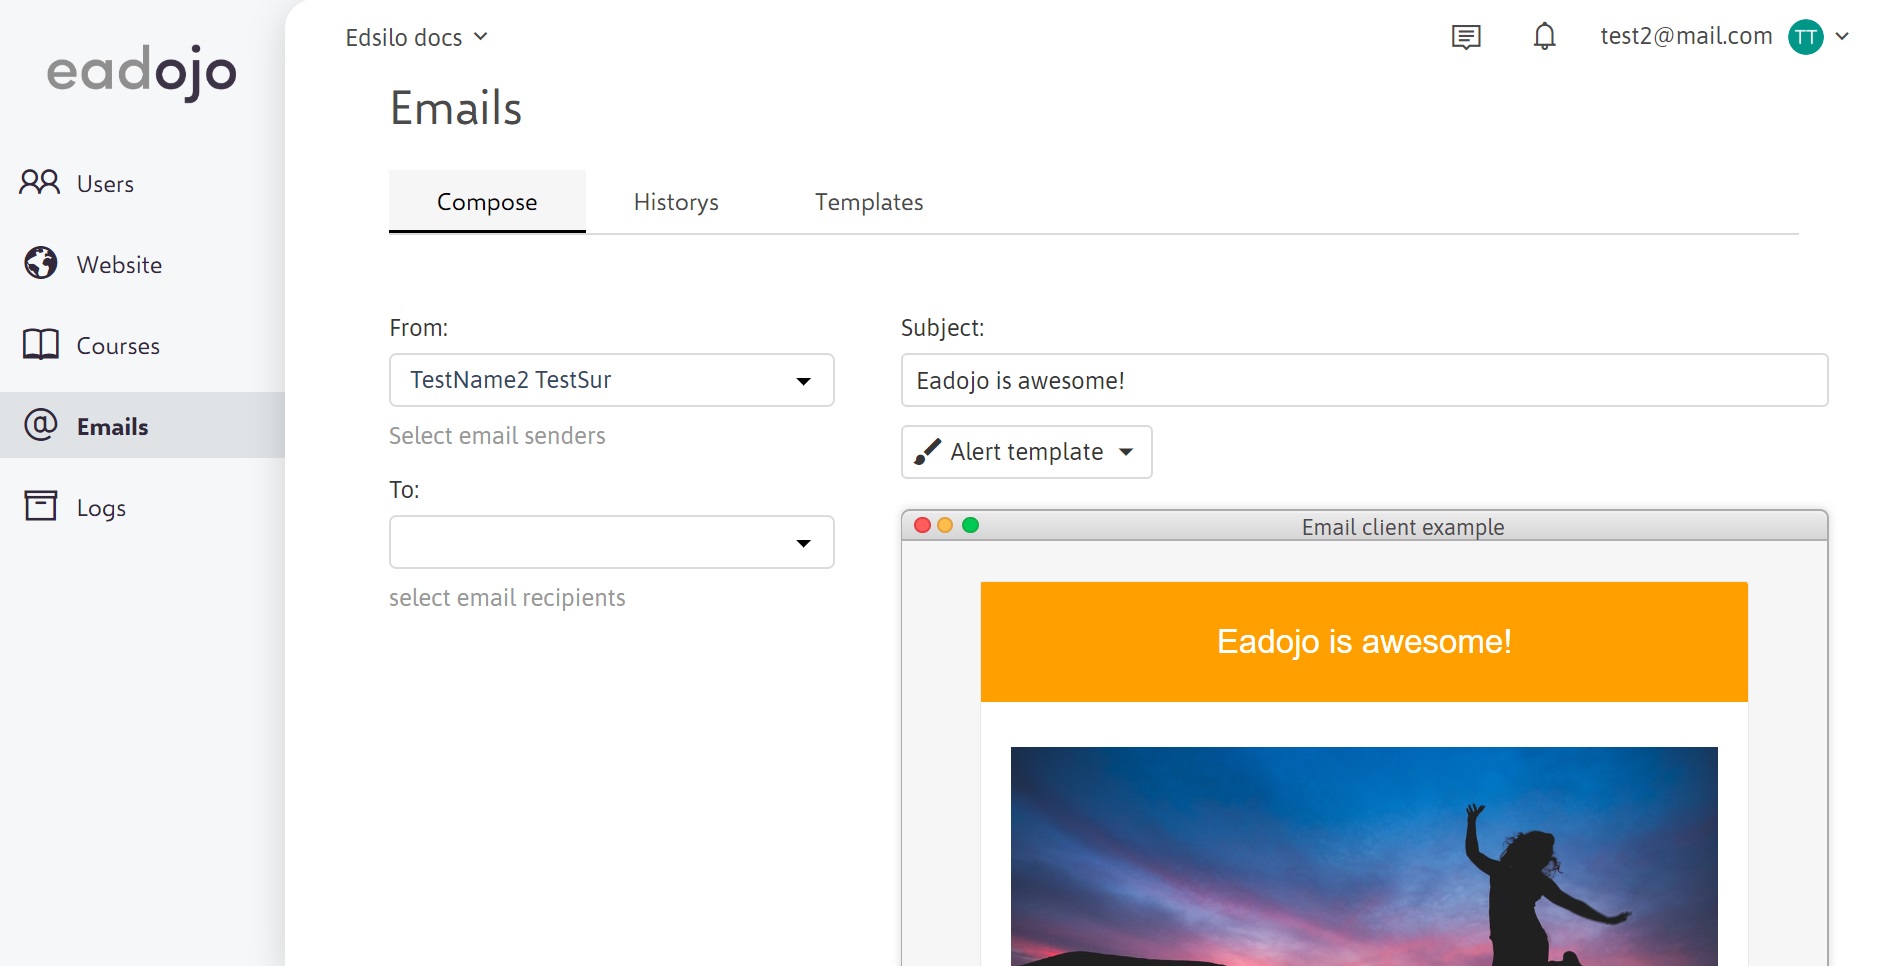 eadojo
Users
Website
Courses
Emails
Logs
Edsilo docs
test2@mail.com TT
Emails
Compose Historys Templates
From:
TestName2 TestSur
Select email senders
To:
select email recipients
Subject:
Eadojo is awesome!
Alert template
Email client example
Eadojo is awesome!